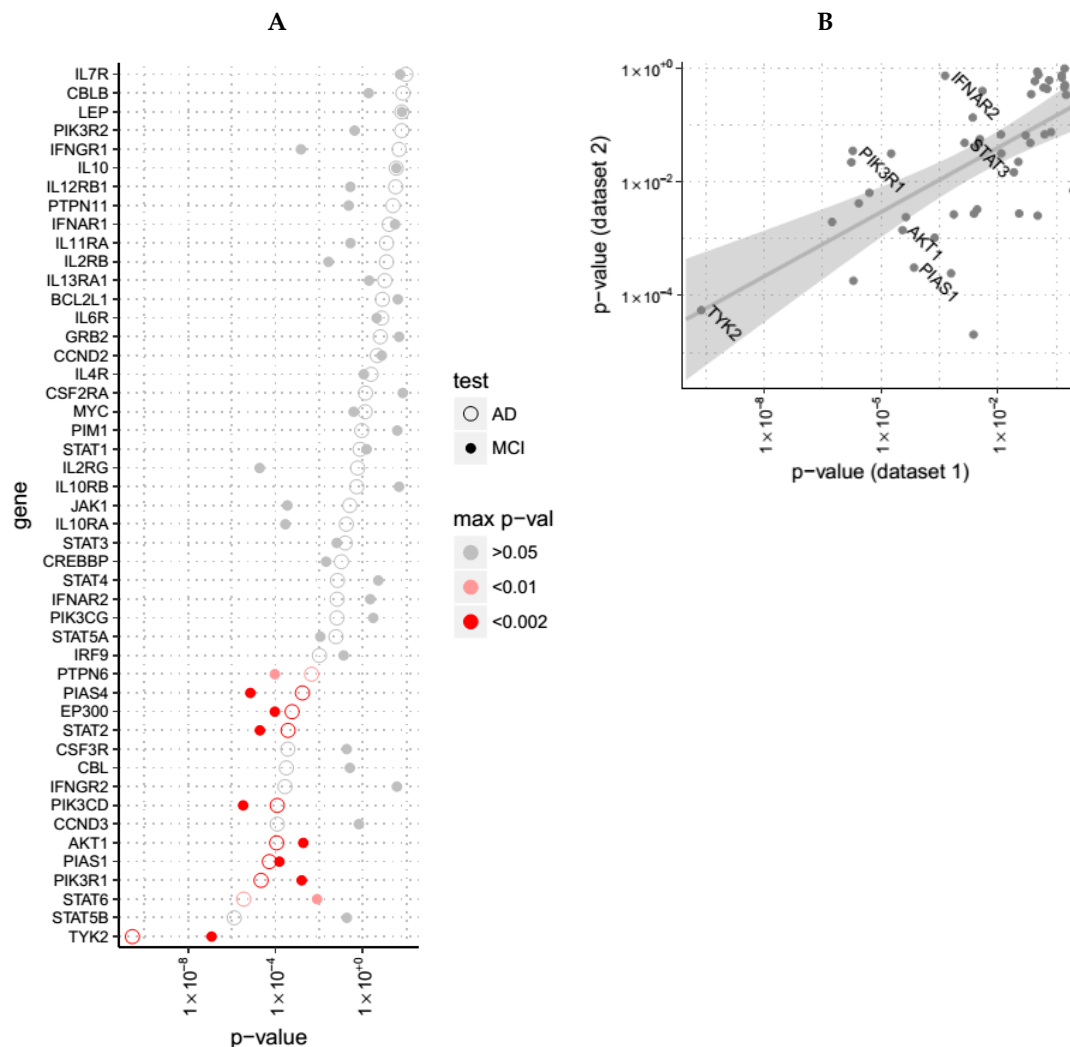 A
B
IL7R
CBLB
LEP
PIK3R2
IFNGR1
IL10
IL12RB1
PTPN11
IFNAR1
IL11RA
IL2RB
IL13RA1
BCL2L1
IL6R
GRB2
CCND2
IL4R
CSF2RA
MYC
PIM1
STAT1
IL2RG
IL10RB
JAK1
IL10RA
STAT3
CREBBP
STAT4
IFNAR2
PIK3CG
STAT5A
IRF9
PTPN6
PIAS4
EP300
STAT2
CSF3R
CBL
IFNGR2
PIK3CD
CCND3
AKT1
PIAS1
PIK3R1
STAT6
STAT5B
TYK2
gene
1×10−8
1×10−4
1×10+0
p−value
test
AD
MCI
max p−val
>0.05
<0.01
<0.002
1×10+0
1×10−2
1×10−4
p−value (dataset 2)
IFNAR2
STAT3
PIK3R1
AKT1
PIAS1
TYK2
1×10−8
1×10−5
1×10−2
p−value (dataset 1)